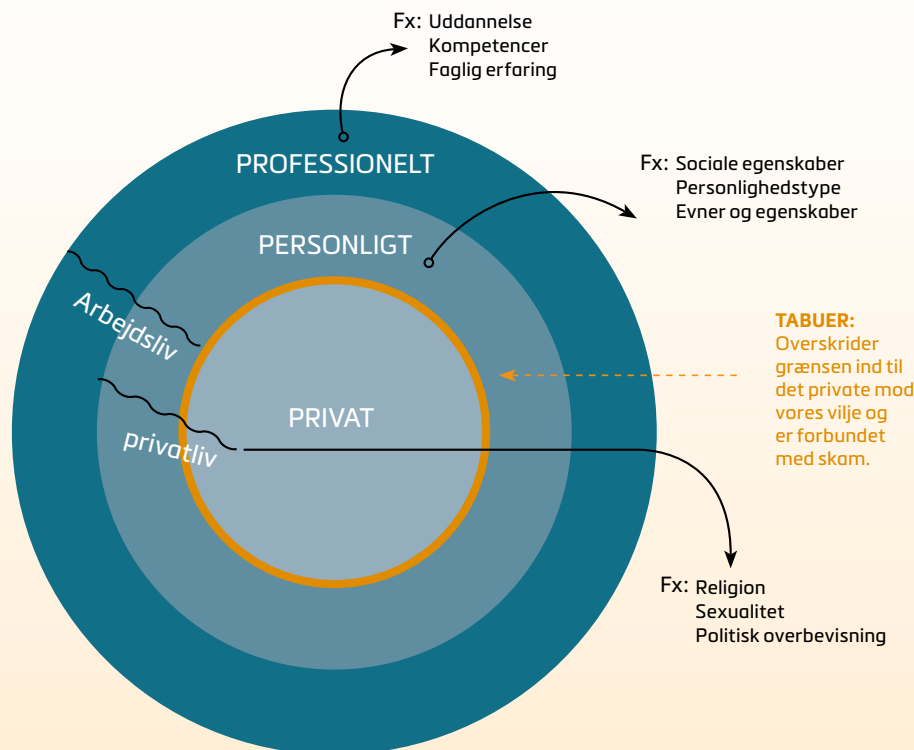 Fx: Uddannelse
Kompetencer
Faglig erfaring
PROFESSIONELT
Fx: Sociale egenskaber
Personlighedstype
Evner og egenskaber
PERSONLIGT
Arbejdsliv
TABUER:
Overskrider
grænsen ind til
det private mod
vores vilje og
er forbundet
med skam.
PRIVAT
privatliv
Fx: Religion
Sexualitet
Politisk overbevisning